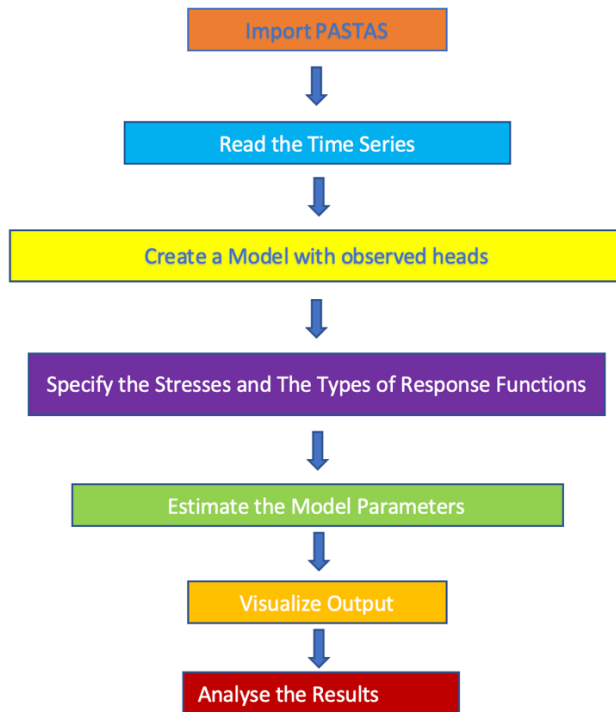 Import PASTAS
Read the Time Series
Create a Model with observed heads
Specify the Stresses and The Types of Response Functions
Estimate the Model Parameters
Visualize Output
Analyse the Results